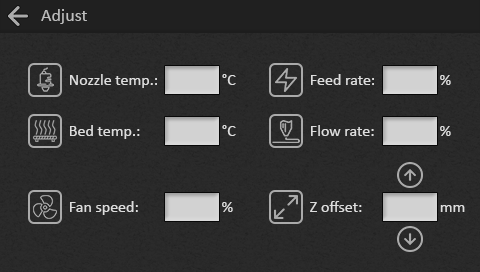 Adjust
Nozzle temp.: °C Feed rate: %
Bed temp.: °C Flow rate: %
Fan speed: % Z offset: mm